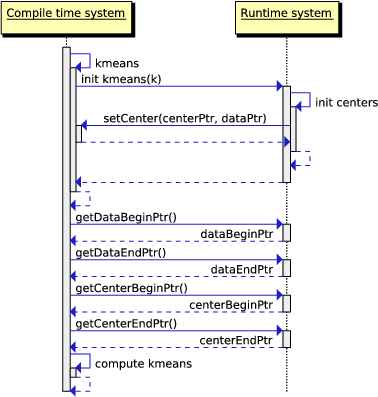 Compile time system
Runtime system
kmeans
init kmeans(k)
init centers
setCenter(centerPtr, dataPtr)
getDataBeginPtr()
dataBeginPtr
getDataEndPtr()
dataEndPtr
getCenterBeginPtr()
centerBeginPtr
getCenterEndPtr()
centerEndPtr
compute kmeans